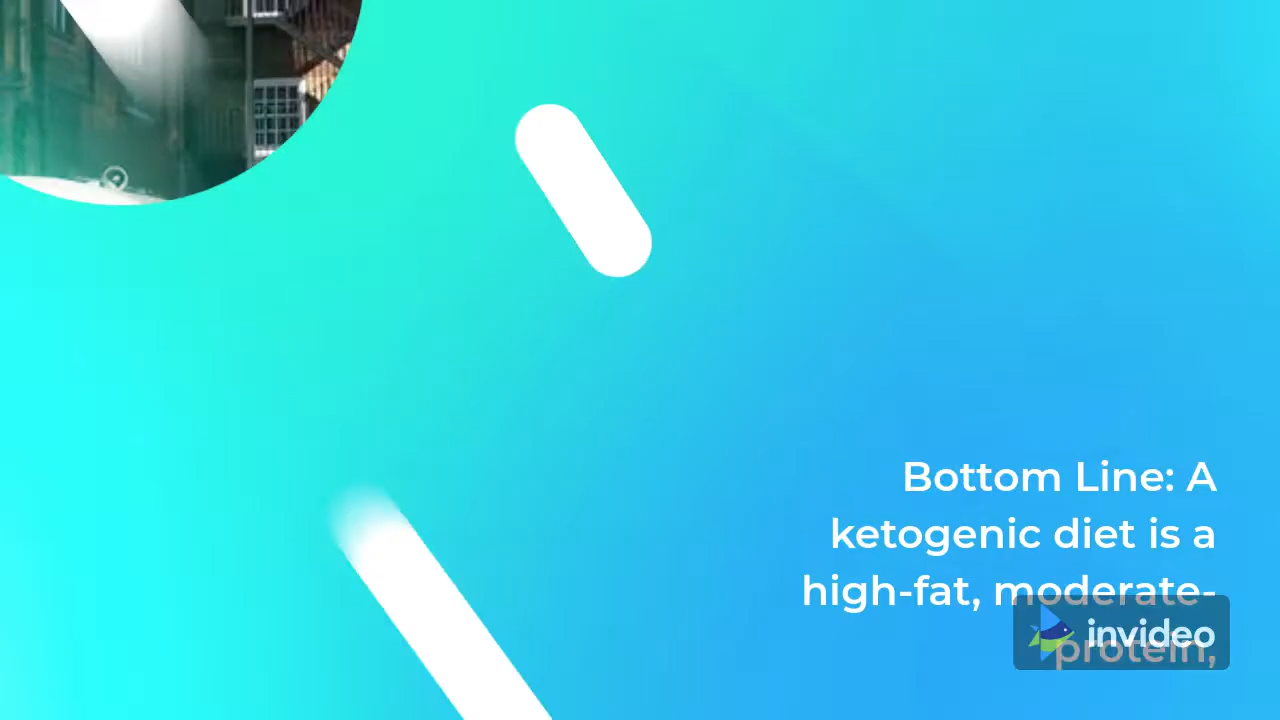 Bottom Line: A
ketogenic diet is a
high-fat, moderate-
protein,
invideo